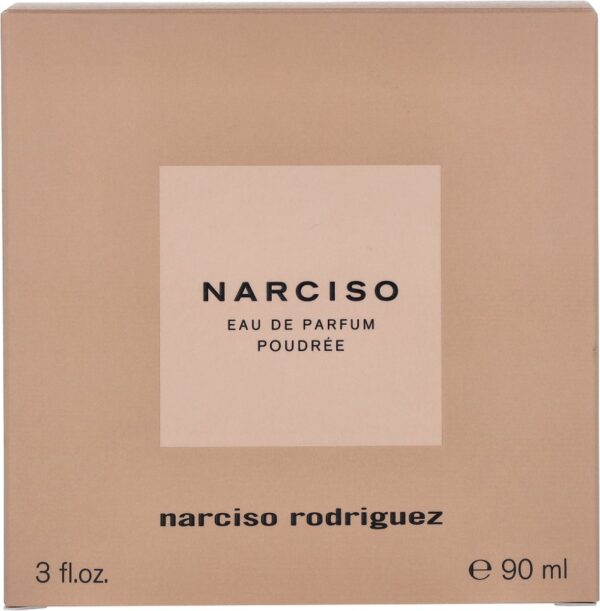 NARCISO
EAU DE PARFUM
POUDRÉE
narciso rodriguez
3 fl.oz. ℮ 90 ml